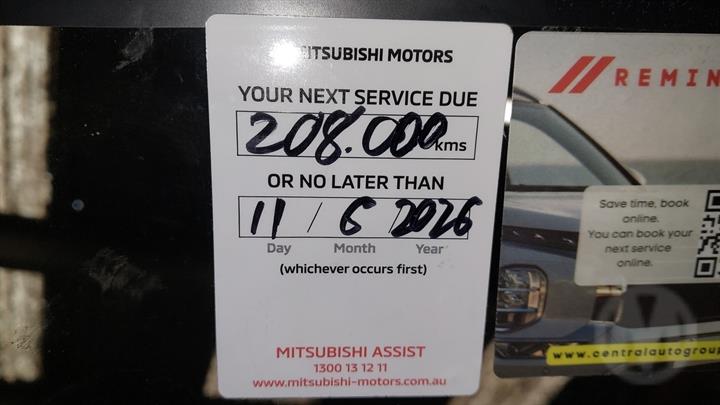 MITSUBISHI MOTORS
YOUR NEXT SERVICE DUE
208.000 kms
OR NO LATER THAN
11 / 6 / 2026
Day Month Year
(whichever occurs first)
MITSUBISHI ASSIST
1300 13 12 11
www.mitsubishi-motors.com.au
REMIN
Save time, book
online.
You can book your
next service
online.
www.centralautogroup